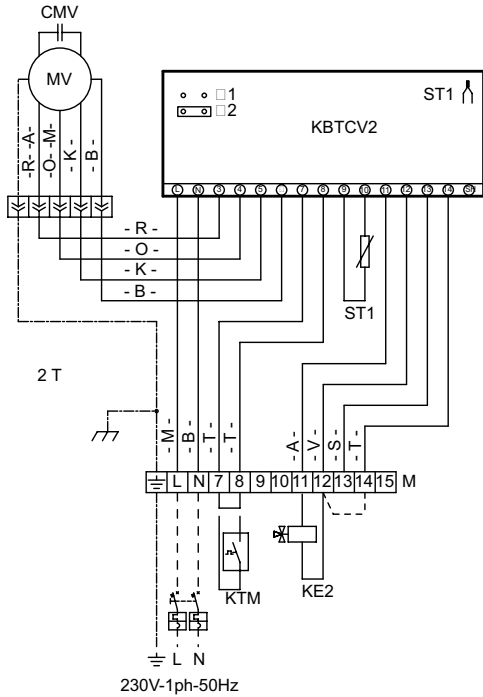 CMV
MV
□1
□2
ST1
KBTCV2
-R-
-A-
-O-
-M-
-K-
-B-
L N 3 4 5 7 8 9 10 11 12 13 14 Sh
- R -
- O -
- K -
- B -
ST1
2 T
-M-
-B-
-T-
-T-
-A-
-V-
-S-
-T-
L N 7 8 9 10 11 12 13 14 15 M
KTM
KE2
L N
230V-1ph-50Hz